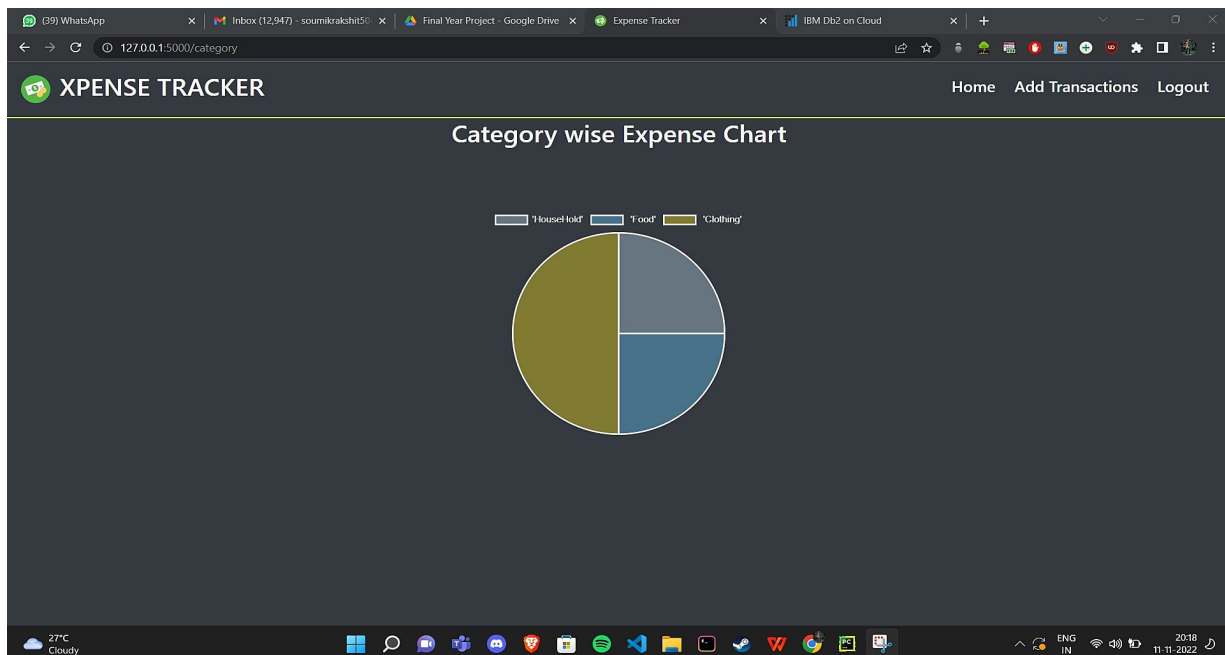 (39) WhatsApp
Inbox (12,947) - soumikrakshit50
Final Year Project - Google Drive
Expense Tracker
IBM Db2 on Cloud
127.0.0.1:5000/category
XPENSE TRACKER
Home Add Transactions Logout
Category wise Expense Chart
'HouseHold' 'Food' 'Clothing'
27°C
Cloudy
ENG
IN
20:18
11-11-2022